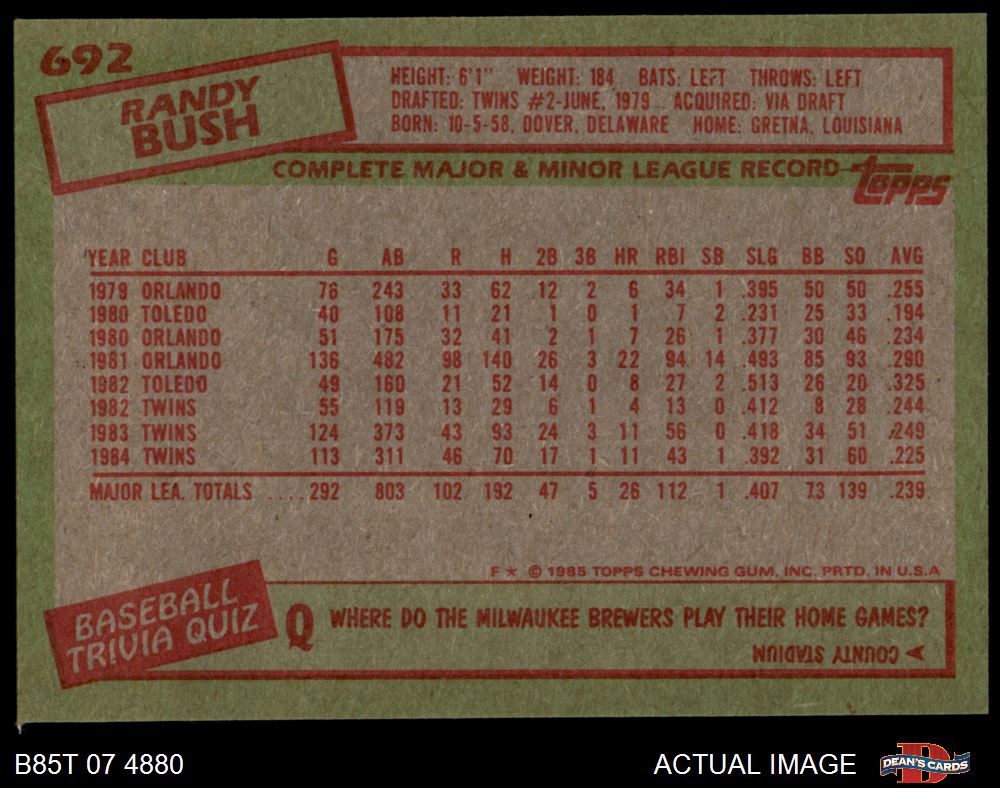 692
RANDY
BUSH
HEIGHT: 6'1" WEIGHT: 184 BATS: LEFT THROWS: LEFT
DRAFTED: TWINS #2-JUNE, 1979 ACQUIRED: VIA DRAFT
BORN: 10-5-58, DOVER, DELAWARE HOME: GRETNA, LOUISIANA
COMPLETE MAJOR & MINOR LEAGUE RECORD
topps
YEAR CLUB G AB R H 2B 3B HR RBI SB SLG BB SO AVG
1979 ORLANDO 76 243 33 62 12 2 6 34 1 .395 50 50 .255
1980 TOLEDO 40 108 11 21 1 0 1 7 2 .231 25 33 .194
1980 ORLANDO 51 175 32 41 2 1 7 26 1 .377 30 46 .234
1981 ORLANDO 136 482 98 140 26 3 22 94 14 .493 85 93 .290
1982 TOLEDO 49 160 21 52 14 0 8 27 2 .513 26 20 .325
1982 TWINS 55 119 13 29 6 1 4 13 0 .412 8 28 .244
1983 TWINS 124 373 43 93 24 3 11 56 0 .418 34 51 .249
1984 TWINS 113 311 46 70 17 1 11 43 1 .392 31 60 .225
MAJOR LEA. TOTALS ....292 803 102 192 47 5 26 112 1 .407 73 139 .239
F★ © 1985 TOPPS CHEWING GUM, INC. PRTD. IN U.S.A
BASEBALL
TRIVIA QUIZ
Q WHERE DO THE MILWAUKEE BREWERS PLAY THEIR HOME GAMES?
A COUNTY STADIUM
B85T 07 4880
ACTUAL IMAGE
D
DEAN'S CARDS